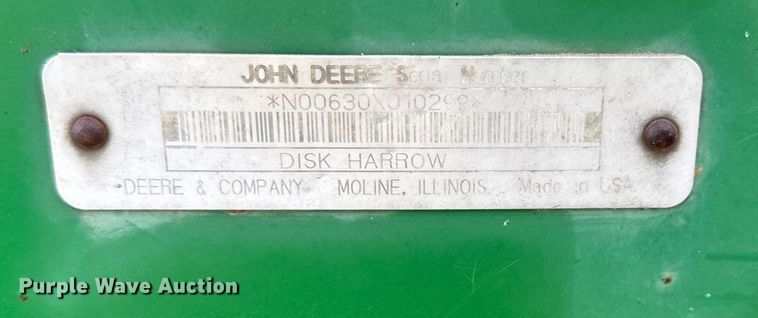 JOHN DEERE Serial Number
*N00630X010299*
DISK HARROW
DEERE & COMPANY MOLINE, ILLINOIS Made in USA
Purple Wave Auction